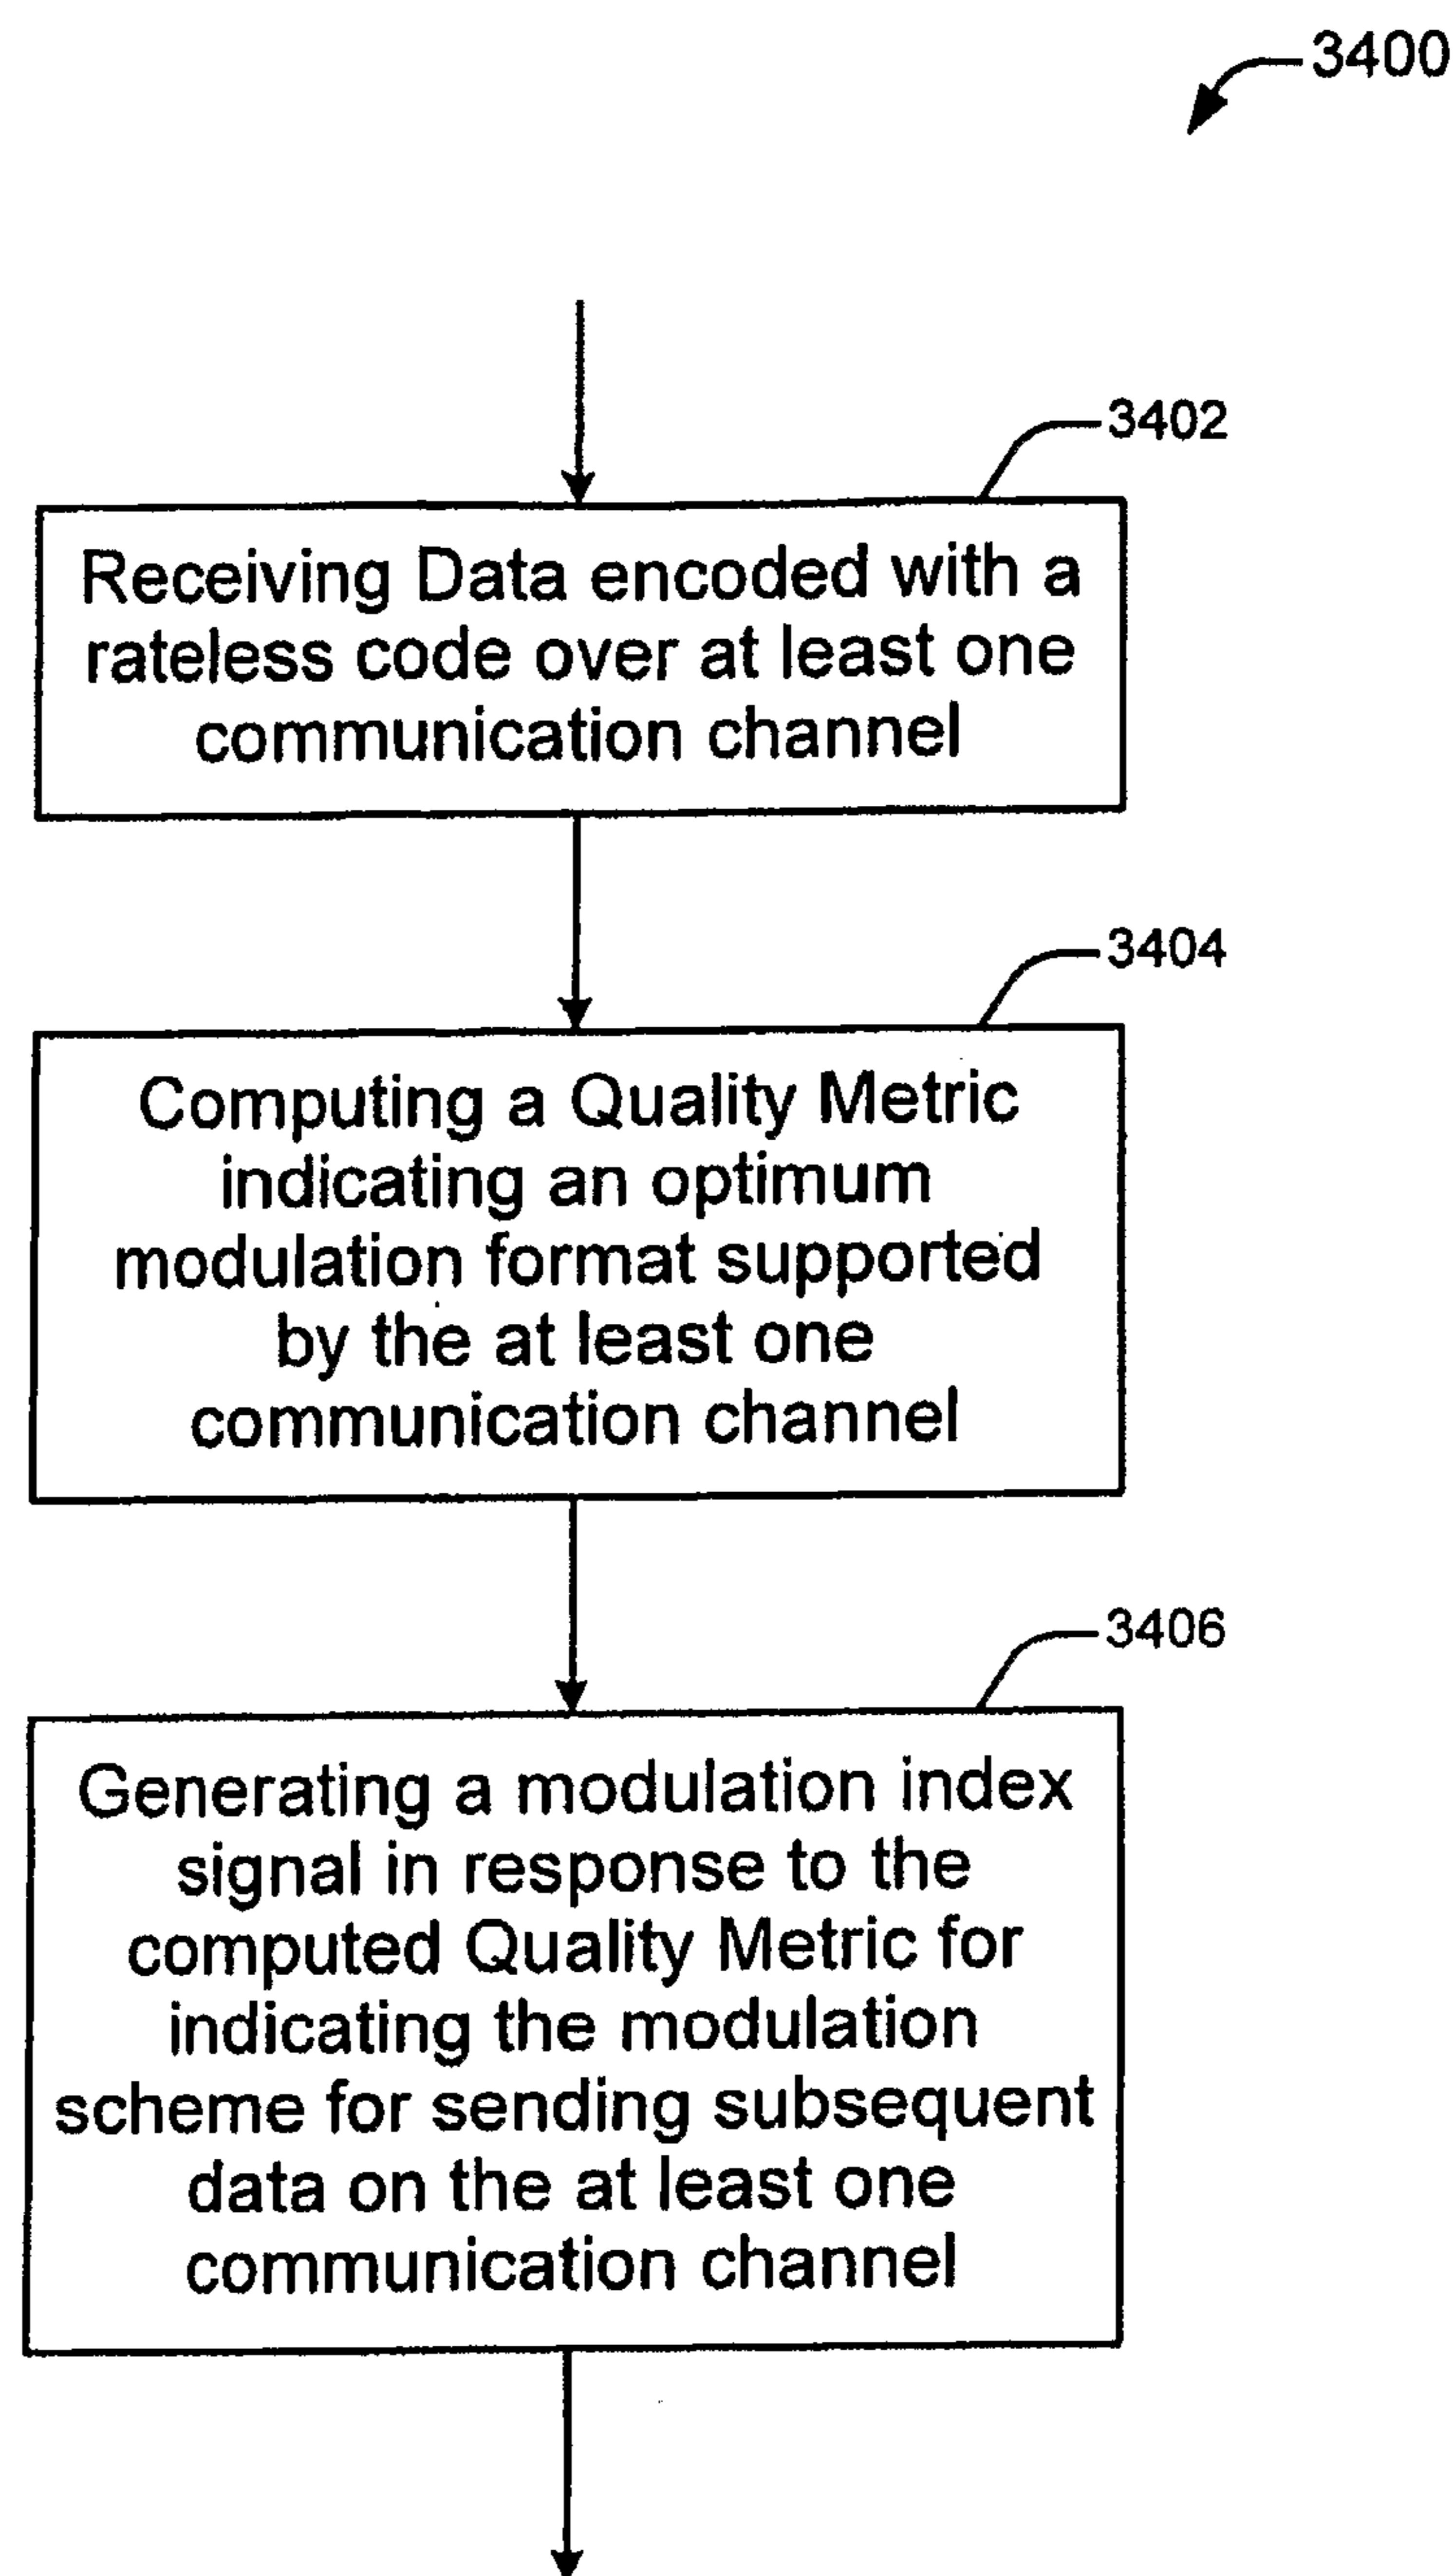 3400
3402
Receiving Data encoded with a
rateless code over at least one
communication channel
3404
Computing a Quality Metric
indicating an optimum
modulation format supported
by the at least one
communication channel
3406
Generating a modulation index
signal in response to the
computed Quality Metric for
indicating the modulation
scheme for sending subsequent
data on the at least one
communication channel